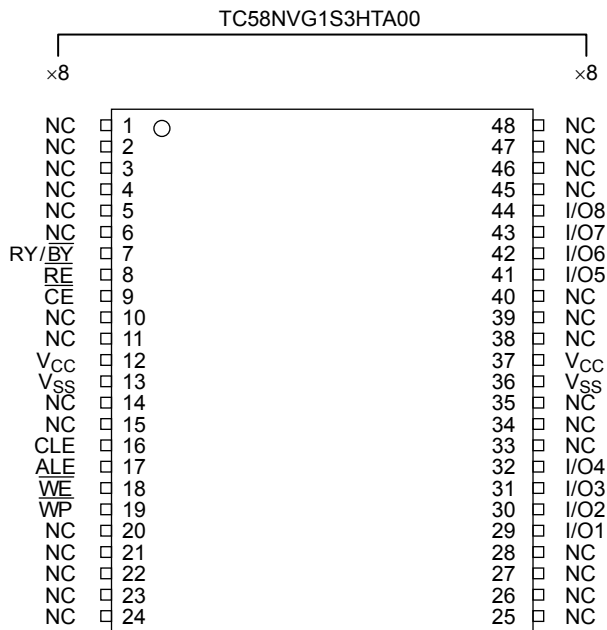 TC58NVG1S3HTA00
×8 ×8
NC 1 48 NC
NC 2 47 NC
NC 3 46 NC
NC 4 45 NC
NC 5 44 I/O8
NC 6 43 I/O7
RY/B̅Y̅ 7 42 I/O6
R̅E̅ 8 41 I/O5
C̅E̅ 9 40 NC
NC 10 39 NC
NC 11 38 NC
VCC 12 37 VCC
VSS 13 36 VSS
NC 14 35 NC
NC 15 34 NC
CLE 16 33 NC
ALE 17 32 I/O4
W̅E̅ 18 31 I/O3
W̅P̅ 19 30 I/O2
NC 20 29 I/O1
NC 21 28 NC
NC 22 27 NC
NC 23 26 NC
NC 24 25 NC